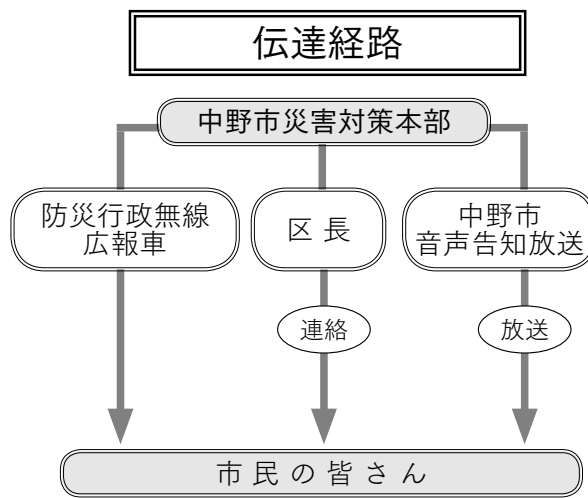 伝達経路
中野市災害対策本部
防災行政無線
広報車
区長
中野市
音声告知放送
連絡
放送
市民の皆さん